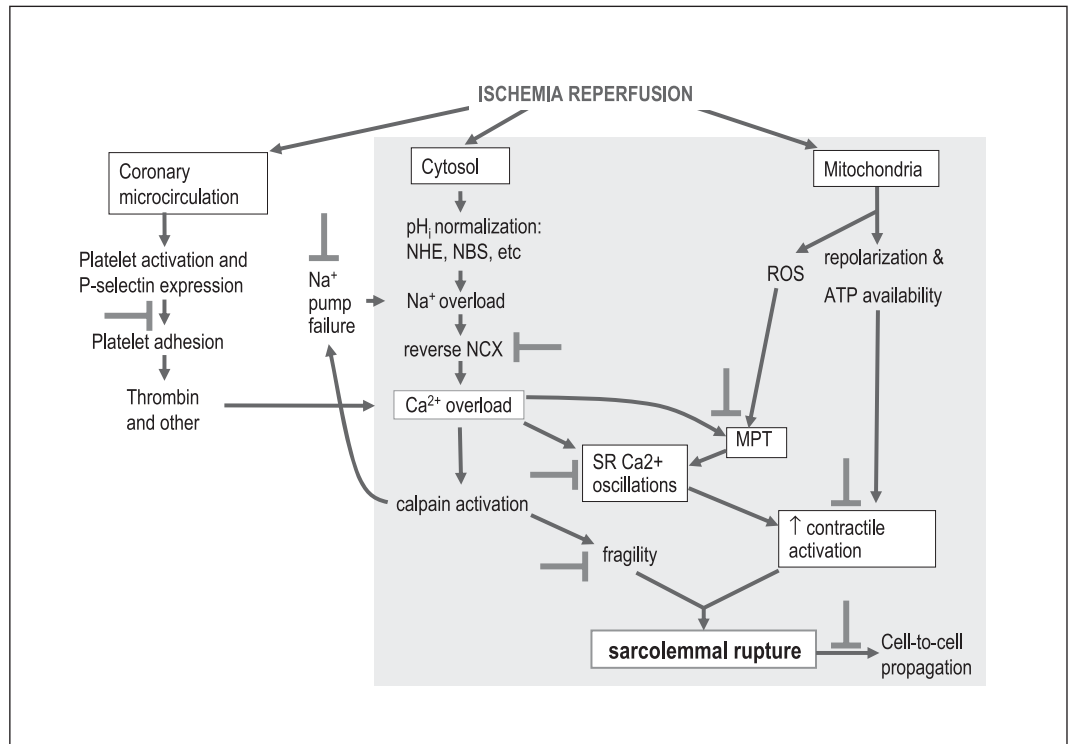 ISCHEMIA REPERFUSION
Coronary
microcirculation
Platelet activation and
P-selectin expression
Platelet adhesion
Thrombin
and other
Na⁺
pump
failure
Cytosol
pHᵢ normalization:
NHE, NBS, etc
Na⁺ overload
reverse NCX
Ca²⁺ overload
calpain activation
fragility
SR Ca2+
oscillations
Mitochondria
ROS
repolarization &
ATP availability
MPT
↑ contractile
activation
sarcolemmal rupture
Cell-to-cell
propagation